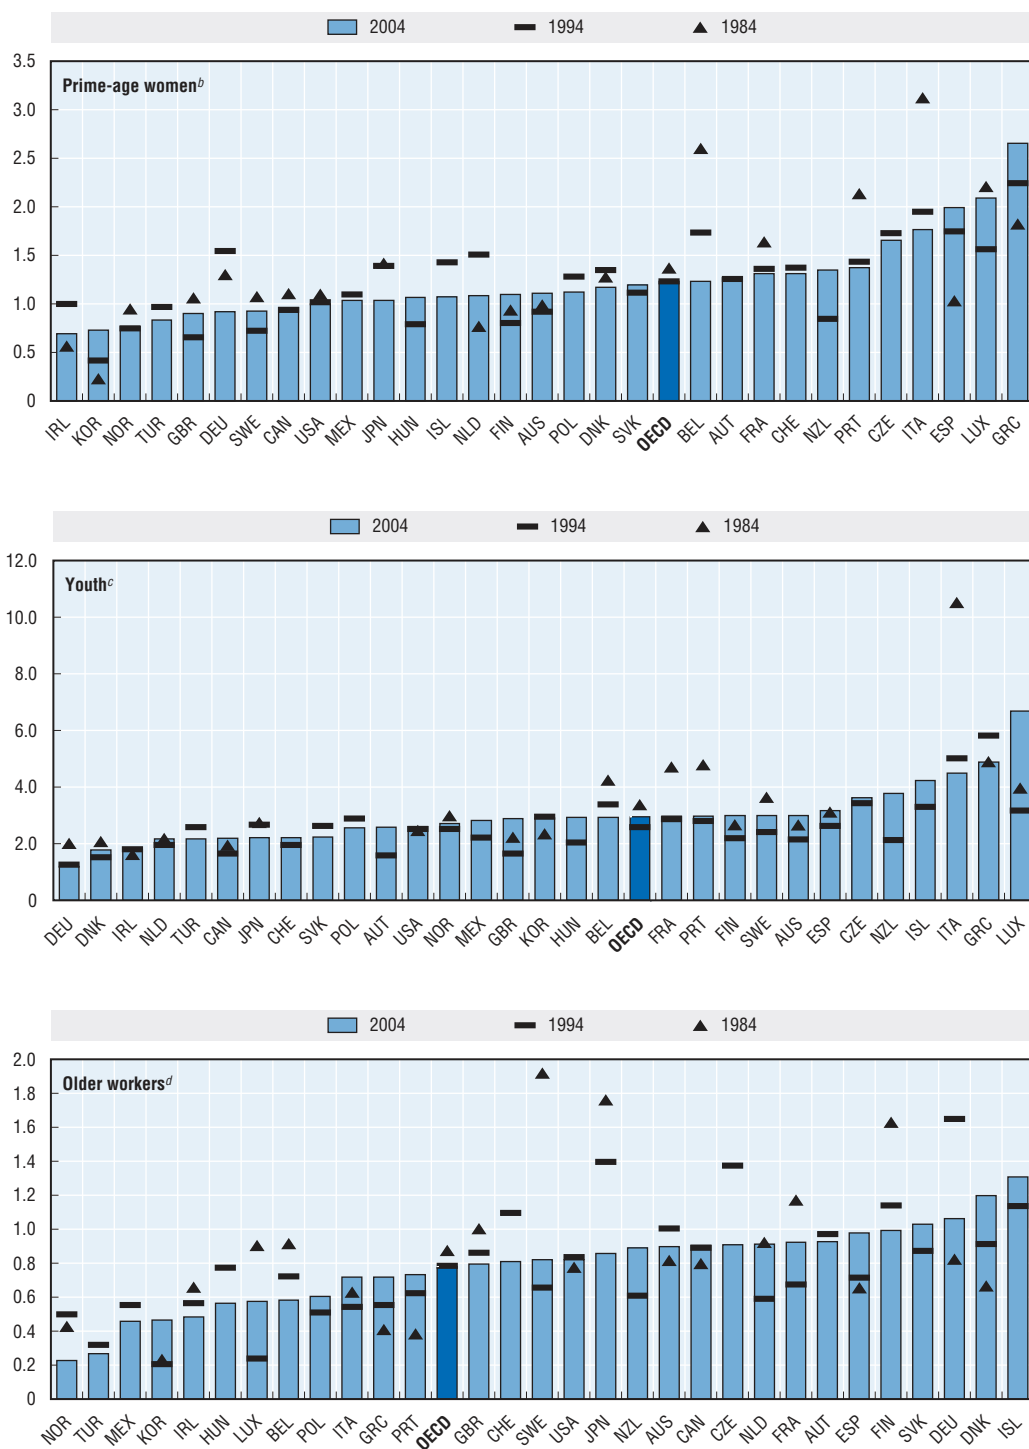 2004 1994 1984
3.5
Prime-age womenᵇ
3.0
2.5
2.0
1.5
1.0
0.5
0
IRL KOR NOR TUR GBR DEU SWE CAN USA MEX JPN HUN ISL NLD FIN AUS POL DNK SVK OECD BEL AUT FRA CHE NZL PRT CZE ITA ESP LUX GRC
2004 1994 1984
12.0
Youthᶜ
10.0
8.0
6.0
4.0
2.0
0
DEU DNK IRL NLD TUR CAN JPN CHE SVK POL AUT USA NOR MEX GBR KOR HUN BEL OECD FRA PRT FIN SWE AUS ESP CZE NZL ISL ITA GRC LUX
2004 1994 1984
2.0
Older workersᵈ
1.8
1.6
1.4
1.2
1.0
0.8
0.6
0.4
0.2
0
NOR TUR MEX KOR IRL HUN LUX BEL POL ITA GRC PRT OECD GBR CHE SWE USA JPN NZL AUS CAN CZE NLD FRA AUT ESP FIN SVK DEU DNK ISL